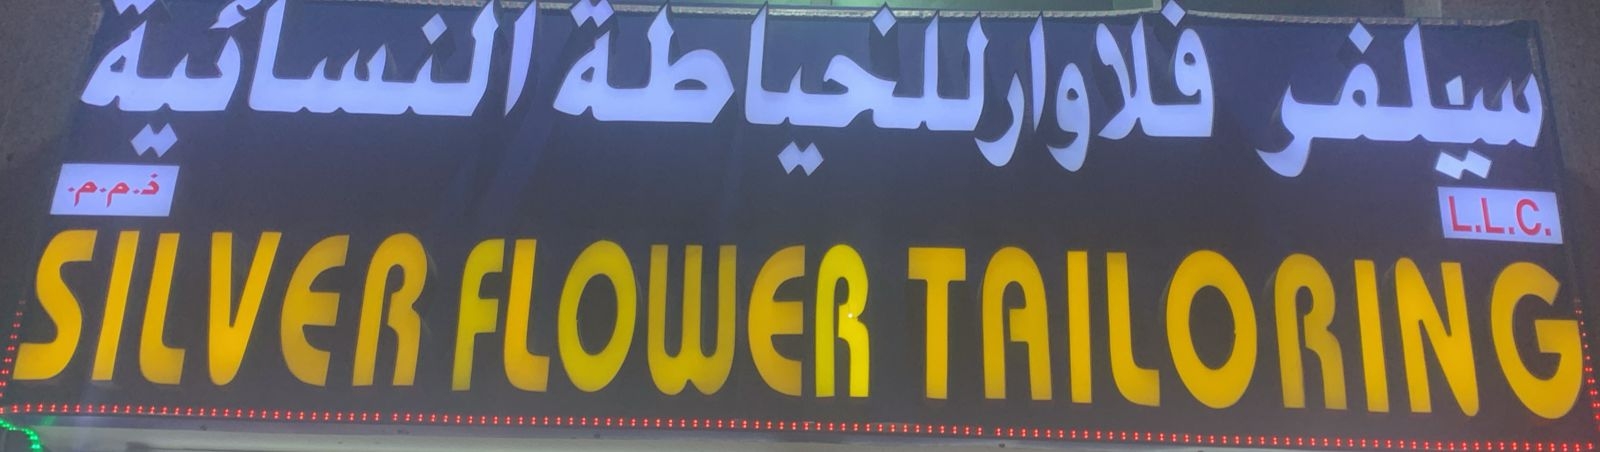 سيلفر فلاوار للخياطة النسائية
ذ.م.م.
L.L.C.
SILVER FLOWER TAILORING